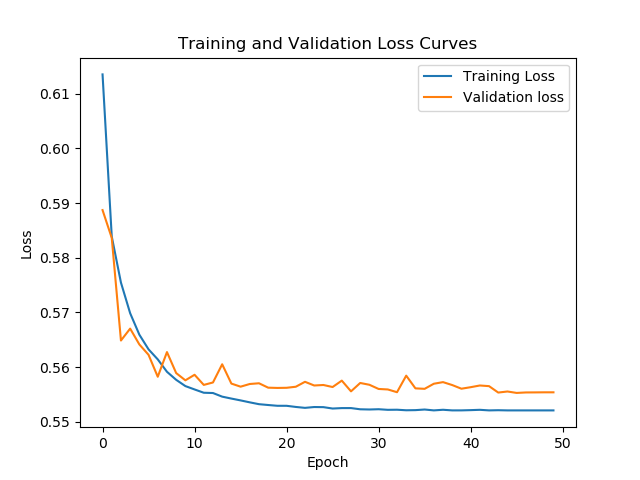 Training and Validation Loss Curves
Training Loss
Validation loss
0.61
0.60
0.59
0.58
0.57
0.56
0.55
Loss
0 10 20 30 40 50
Epoch